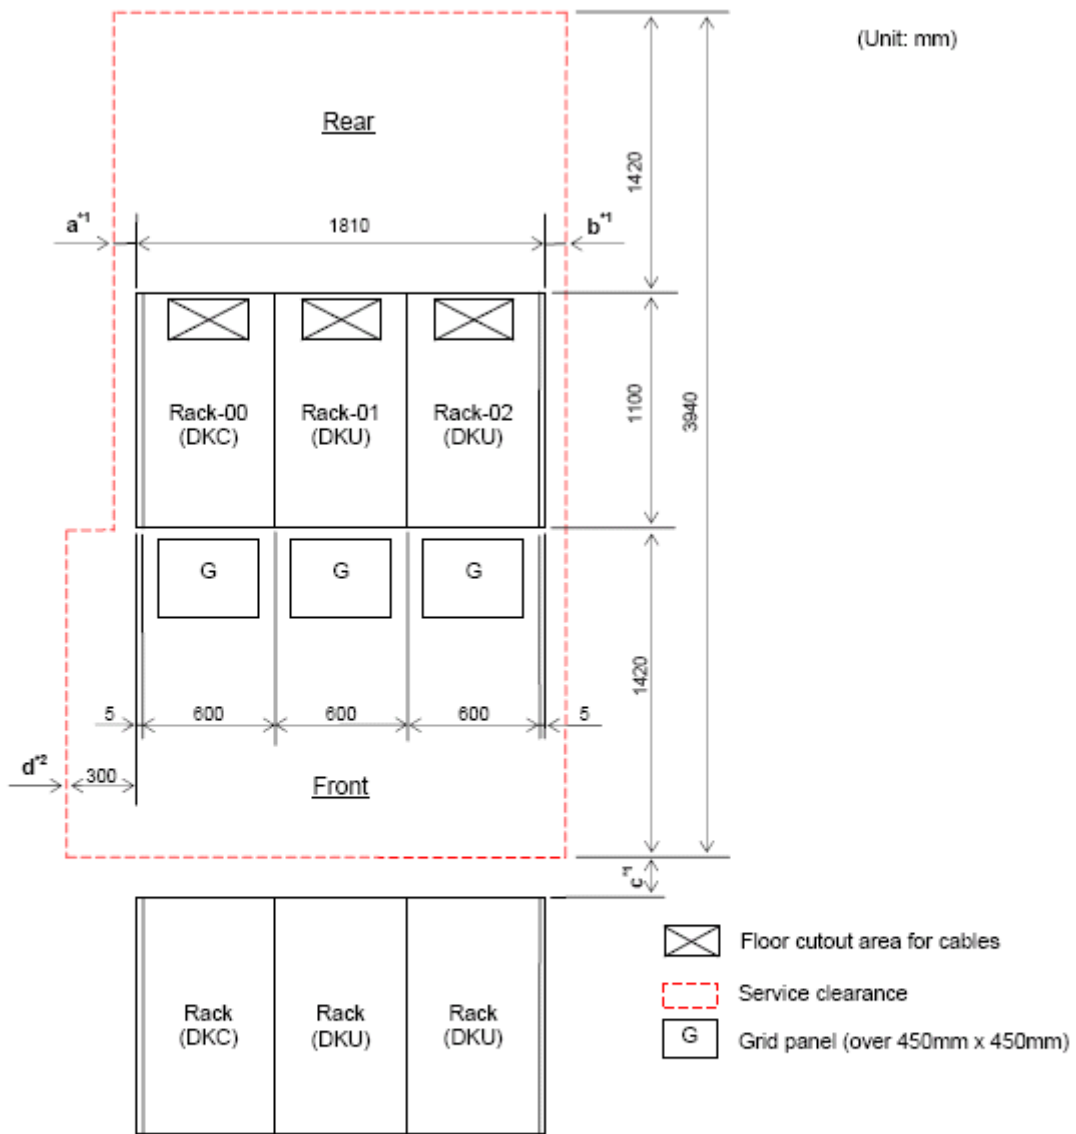 (Unit: mm)
Rear
1420
a*1
1810
b*1
Rack-00
(DKC)
Rack-01
(DKU)
Rack-02
(DKU)
1100
3940
G
G
G
1420
5
600
600
600
5
d*2
300
Front
c*1
Rack
(DKC)
Rack
(DKU)
Rack
(DKU)
Floor cutout area for cables
Service clearance
G
Grid panel (over 450mm x 450mm)